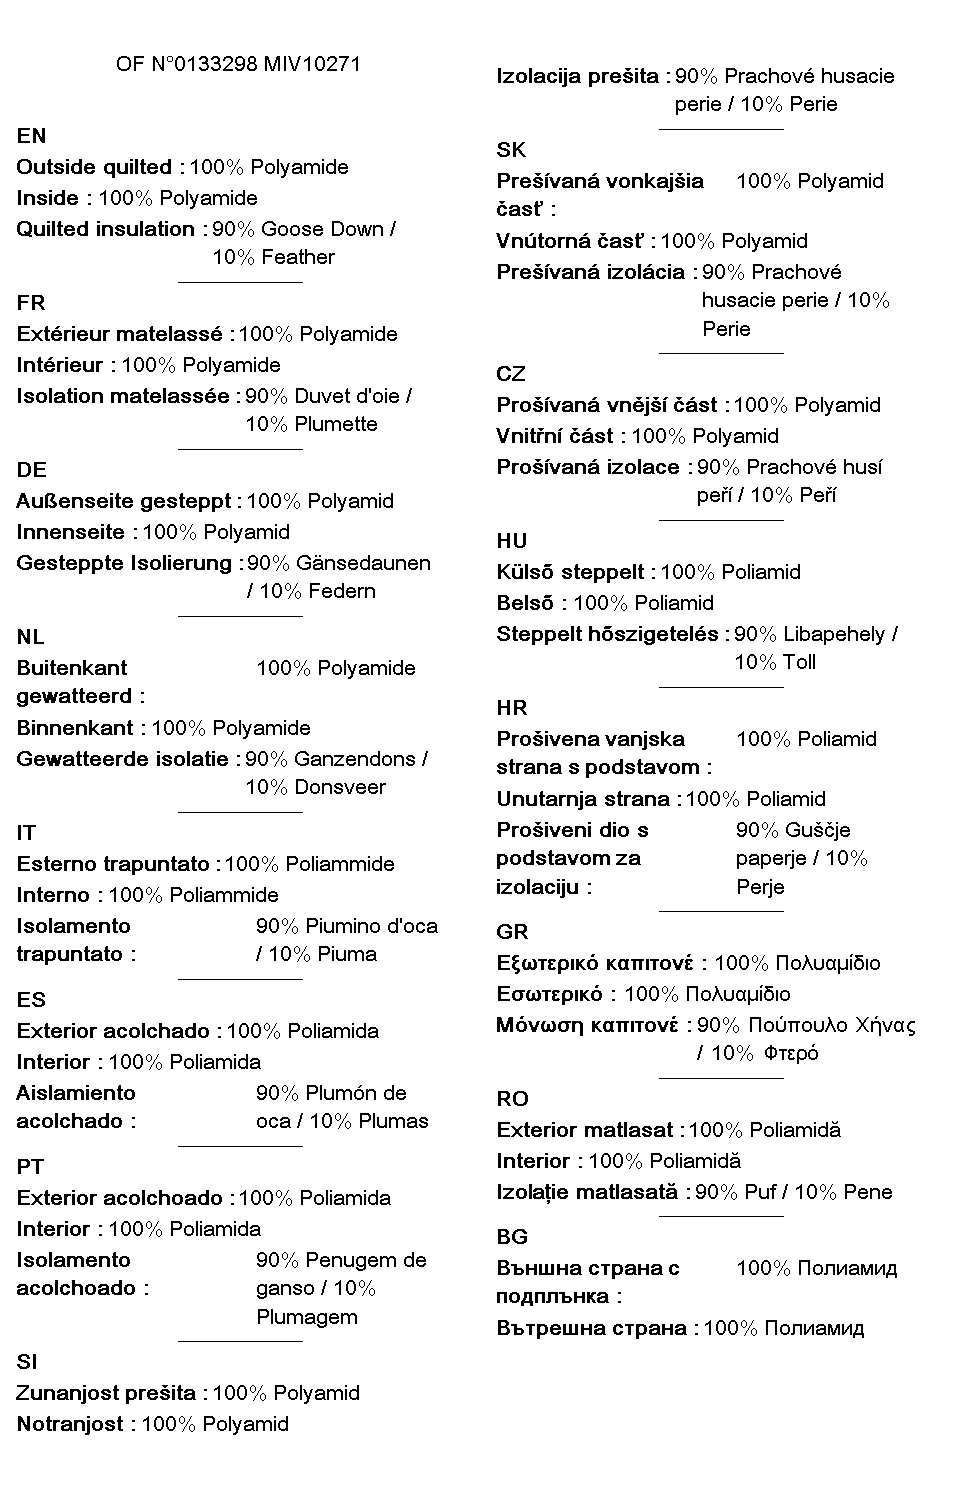 OF N°0133298 MIV10271
EN
Outside quilted : 100% Polyamide
Inside : 100% Polyamide
Quilted insulation : 90% Goose Down /
10% Feather
FR
Extérieur matelassé : 100% Polyamide
Intérieur : 100% Polyamide
Isolation matelassée : 90% Duvet d'oie /
10% Plumette
DE
Außenseite gesteppt : 100% Polyamid
Innenseite : 100% Polyamid
Gesteppte Isolierung : 90% Gänsedaunen
/ 10% Federn
NL
Buitenkant 100% Polyamide
gewatteerd :
Binnenkant : 100% Polyamide
Gewatteerde isolatie : 90% Ganzendons /
10% Donsveer
IT
Esterno trapuntato : 100% Poliammide
Interno : 100% Poliammide
Isolamento 90% Piumino d'oca
trapuntato : / 10% Piuma
ES
Exterior acolchado : 100% Poliamida
Interior : 100% Poliamida
Aislamiento 90% Plumón de
acolchado : oca / 10% Plumas
PT
Exterior acolchoado : 100% Poliamida
Interior : 100% Poliamida
Isolamento 90% Penugem de
acolchoado : ganso / 10%
Plumagem
SI
Zunanjost prešita : 100% Polyamid
Notranjost : 100% Polyamid
Izolacija prešita : 90% Prachové husacie
perie / 10% Perie
SK
Prešívaná vonkajšia 100% Polyamid
časť :
Vnútorná časť : 100% Polyamid
Prešívaná izolácia : 90% Prachové
husacie perie / 10%
Perie
CZ
Prošívaná vnější část : 100% Polyamid
Vnitřní část : 100% Polyamid
Prošívaná izolace : 90% Prachové husí
peří / 10% Peří
HU
Külsõ steppelt : 100% Poliamid
Belsõ : 100% Poliamid
Steppelt hõszigetelés : 90% Libapehely /
10% Toll
HR
Prošivena vanjska 100% Poliamid
strana s podstavom :
Unutarnja strana : 100% Poliamid
Prošiveni dio s 90% Guščje
podstavom za paperje / 10%
izolaciju : Perje
GR
Εξωτερικό καπιτονέ : 100% Πολυαμίδιο
Εσωτερικό : 100% Πολυαμίδιο
Μόνωση καπιτονέ : 90% Πούπουλο Χήνας
/ 10% Φτερό
RO
Exterior matlasat : 100% Poliamidă
Interior : 100% Poliamidă
Izolaţie matlasată : 90% Puf / 10% Pene
BG
Външна страна с 100% Полиамид
подплънка :
Вътрешна страна : 100% Полиамид